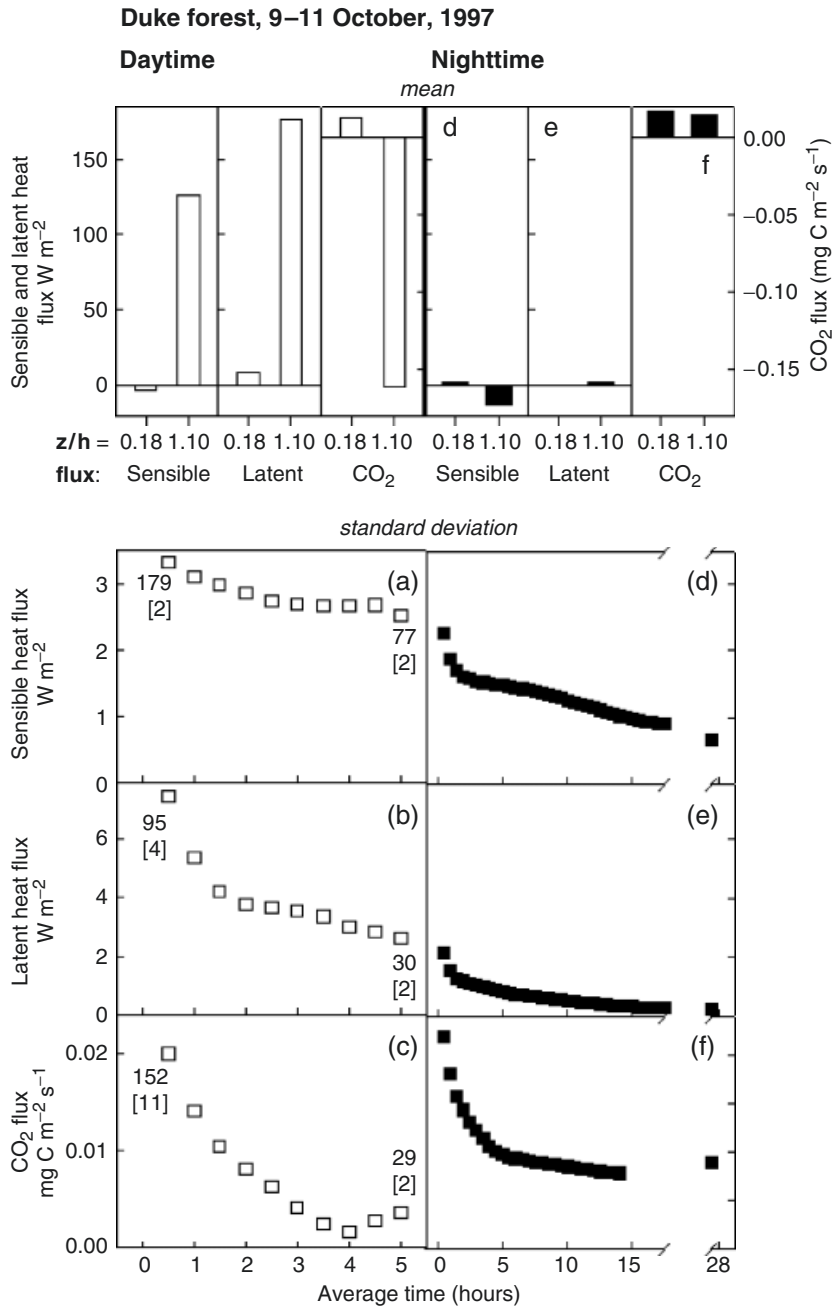 Duke forest, 9–11 October, 1997
Daytime Nighttime
mean
Sensible and latent heat
flux W m⁻²
150
100
50
0
d e f
0.00
−0.05
−0.10
−0.15
CO₂ flux (mg C m⁻² s⁻¹)
z/h = 0.18 1.10 0.18 1.10 0.18 1.10 0.18 1.10 0.18 1.10 0.18 1.10
flux: Sensible Latent CO₂ Sensible Latent CO₂
standard deviation
Sensible heat flux
W m⁻²
3
2
1
0
179
[2]
(a)
77
[2]
(d)
Latent heat flux
W m⁻²
6
4
2
0
95
[4]
(b)
30
[2]
(e)
CO₂ flux
mg C m⁻² s⁻¹
0.02
0.01
0.00
152
[11]
(c)
29
[2]
(f)
0 1 2 3 4 5 0 5 10 15 28
Average time (hours)